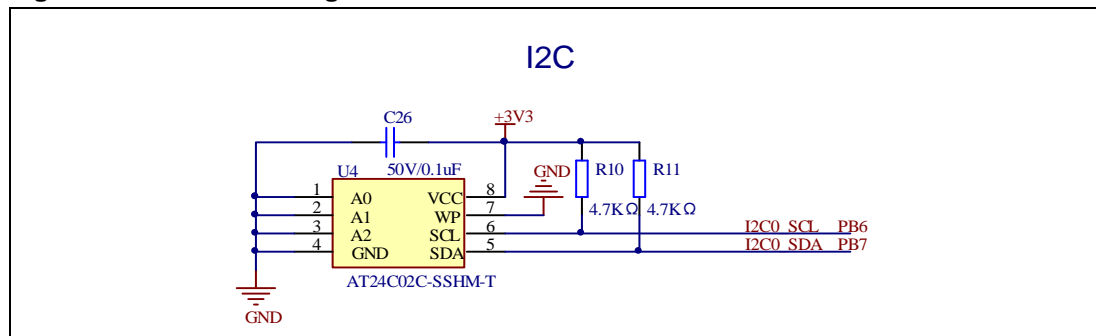 I2C
C26
+3V3
50V/0.1uF
GND
R10
R11
U4
1
A0
VCC
8
2
A1
WP
7
3
A2
SCL
6
4
GND
SDA
5
4.7KΩ
4.7KΩ
I2C0_SCL PB6
I2C0_SDA PB7
AT24C02C-SSHM-T
GND